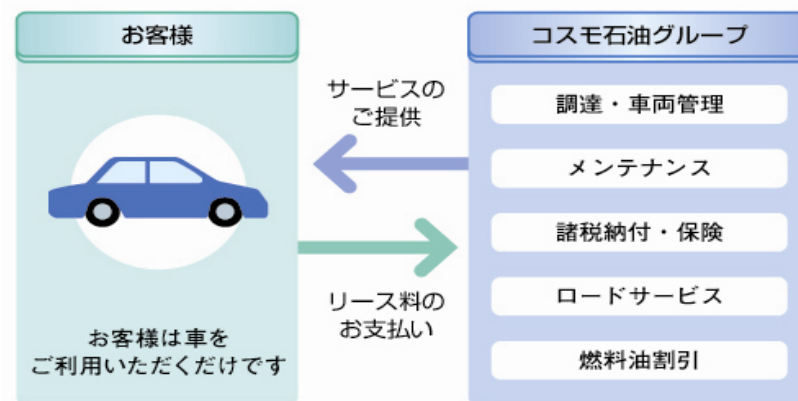 お客様
お客様は車を
ご利用いただくだけです
サービスの
ご提供
リース料の
お支払い
コスモ石油グループ
調達・車両管理
メンテナンス
諸税納付・保険
ロードサービス
燃料油割引